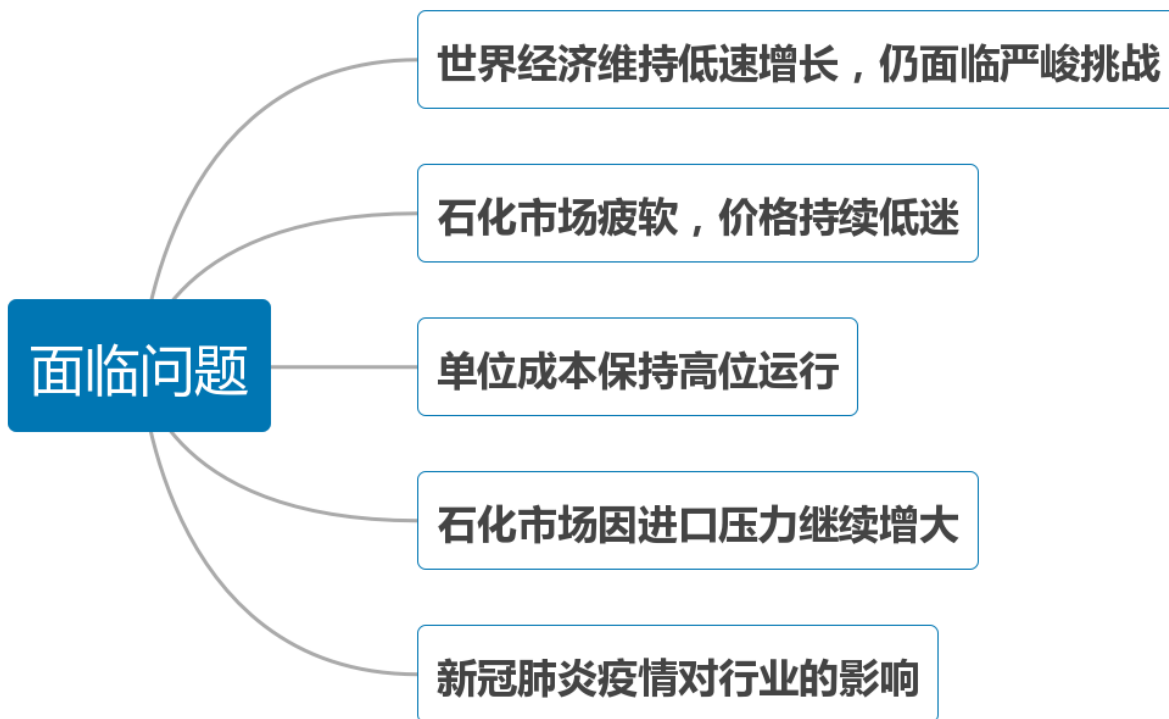 世界经济维持低速增长，仍面临严峻挑战
石化市场疲软，价格持续低迷
面临问题
单位成本保持高位运行
石化市场因进口压力继续增大
新冠肺炎疫情对行业的影响